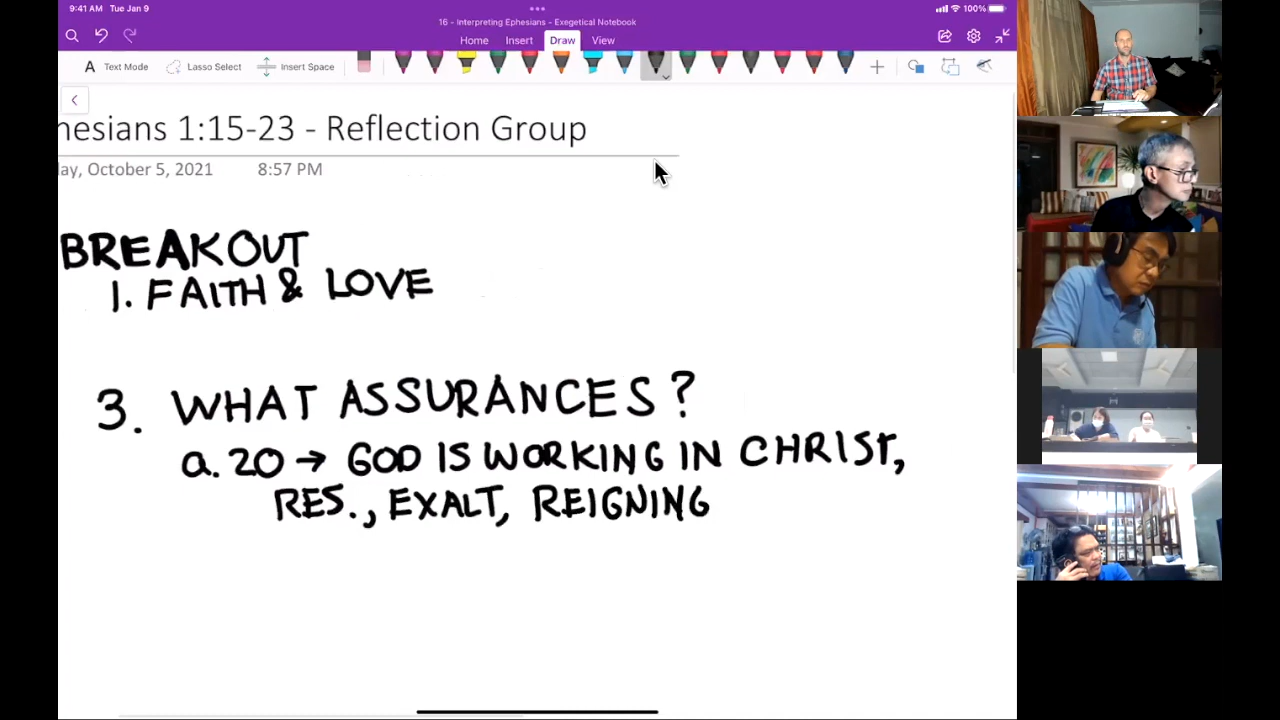 9:41 AM Tue Jan 9
100%
16 - Interpreting Ephesians - Exegetical Notebook
Home Insert Draw View
A Text Mode Lasso Select Insert Space
hesians 1:15-23 - Reflection Group
ay, October 5, 2021 8:57 PM
BREAKOUT
1. FAITH & LOVE
3. WHAT ASSURANCES?
a. 20 → GOD IS WORKING IN CHRIST,
RES., EXALT, REIGNING